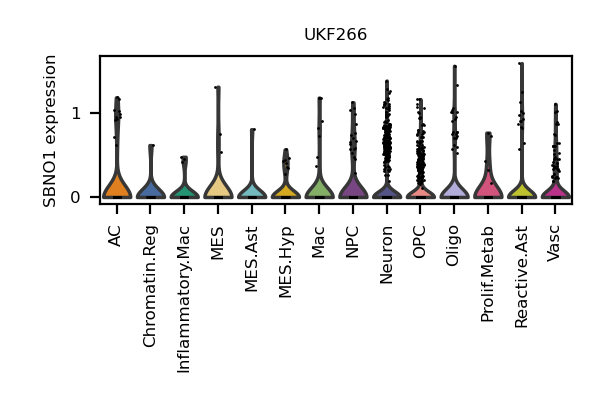 UKF266
SBNO1 expression
1
0
AC
Chromatin.Reg
Inflammatory.Mac
MES
MES.Ast
MES.Hyp
Mac
NPC
Neuron
OPC
Oligo
Prolif.Metab
Reactive.Ast
Vasc